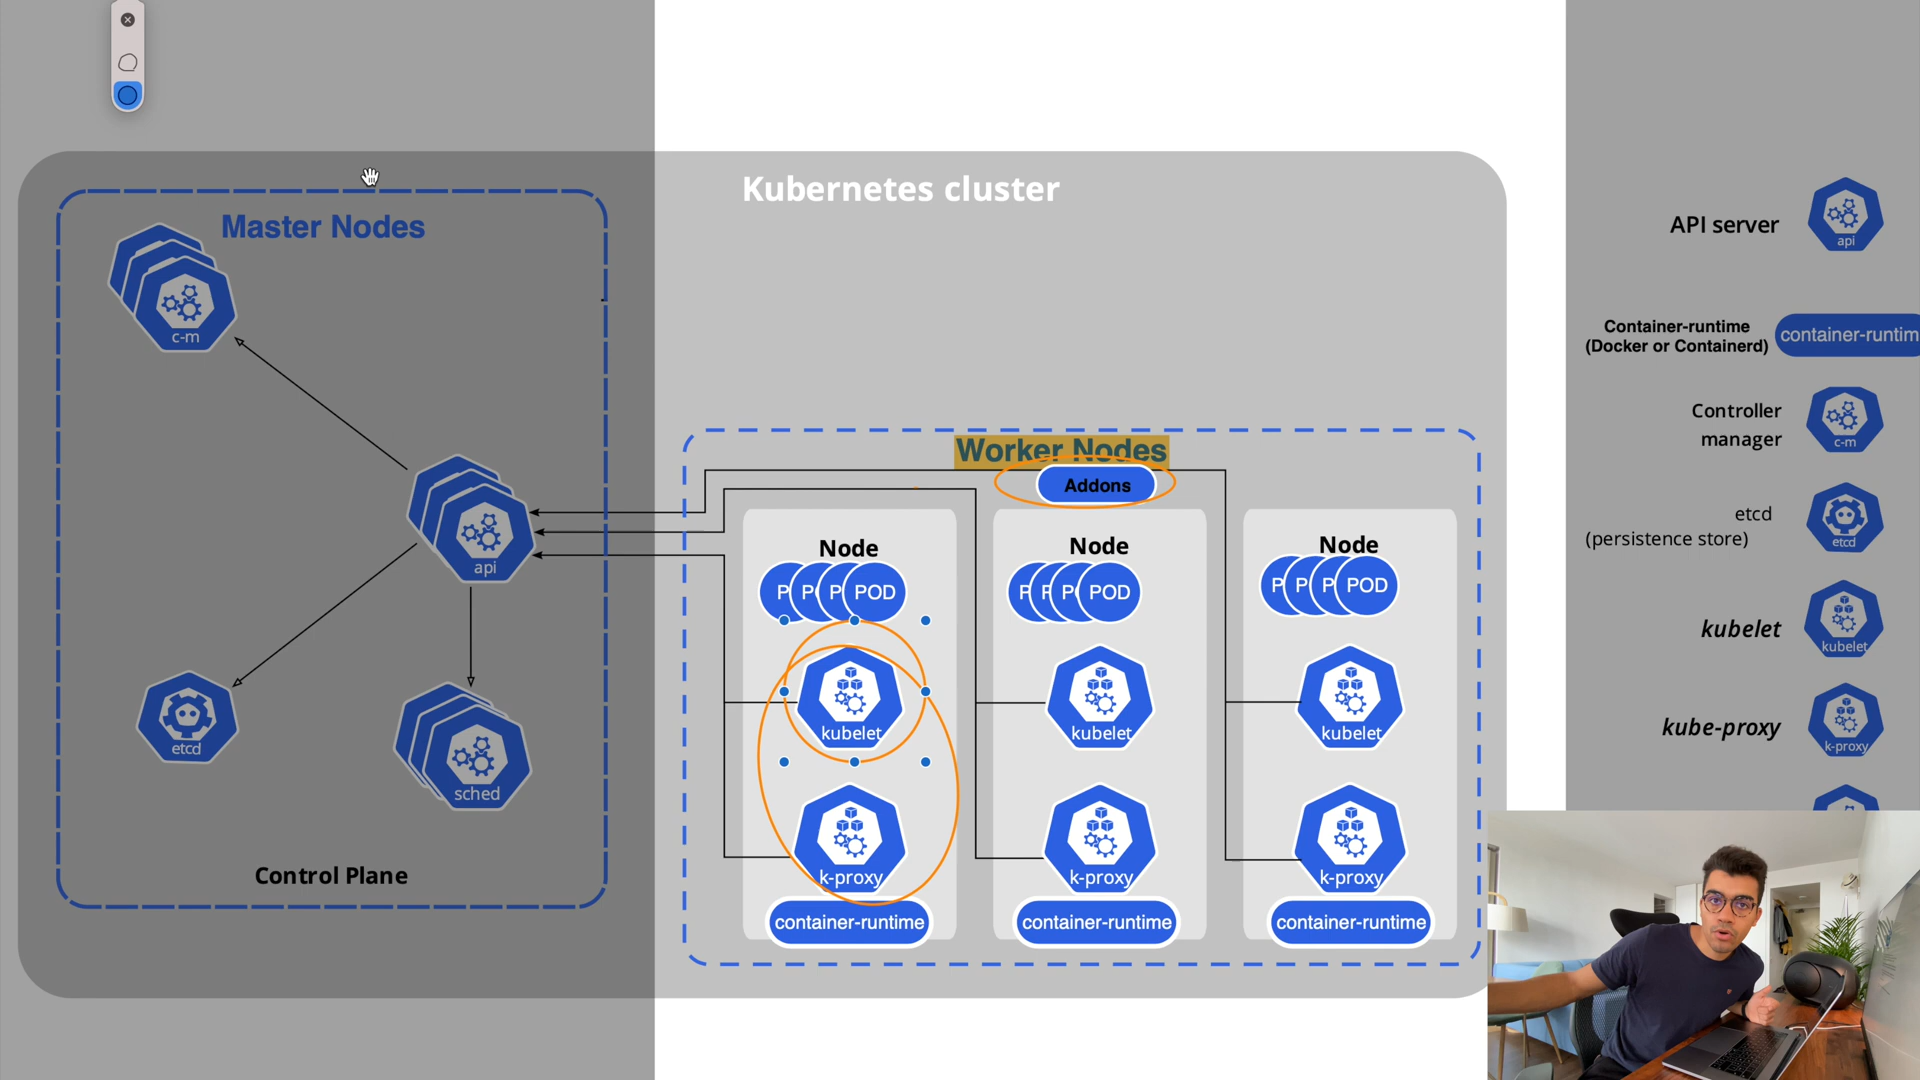 Kubernetes cluster
Master Nodes
c-m
api
etcd
sched
Control Plane
Worker Nodes
Addons
Node
P
P
POD
kubelet
k-proxy
container-runtime
Node
POD
kubelet
k-proxy
container-runtime
Node
P
P
P
POD
kubelet
k-proxy
container-runtime
API server
api
Container-runtime
(Docker or Containerd)
container-runtim
Controller
manager
c-m
etcd
(persistence store)
etcd
kubelet
kubelet
kube-proxy
k-proxy